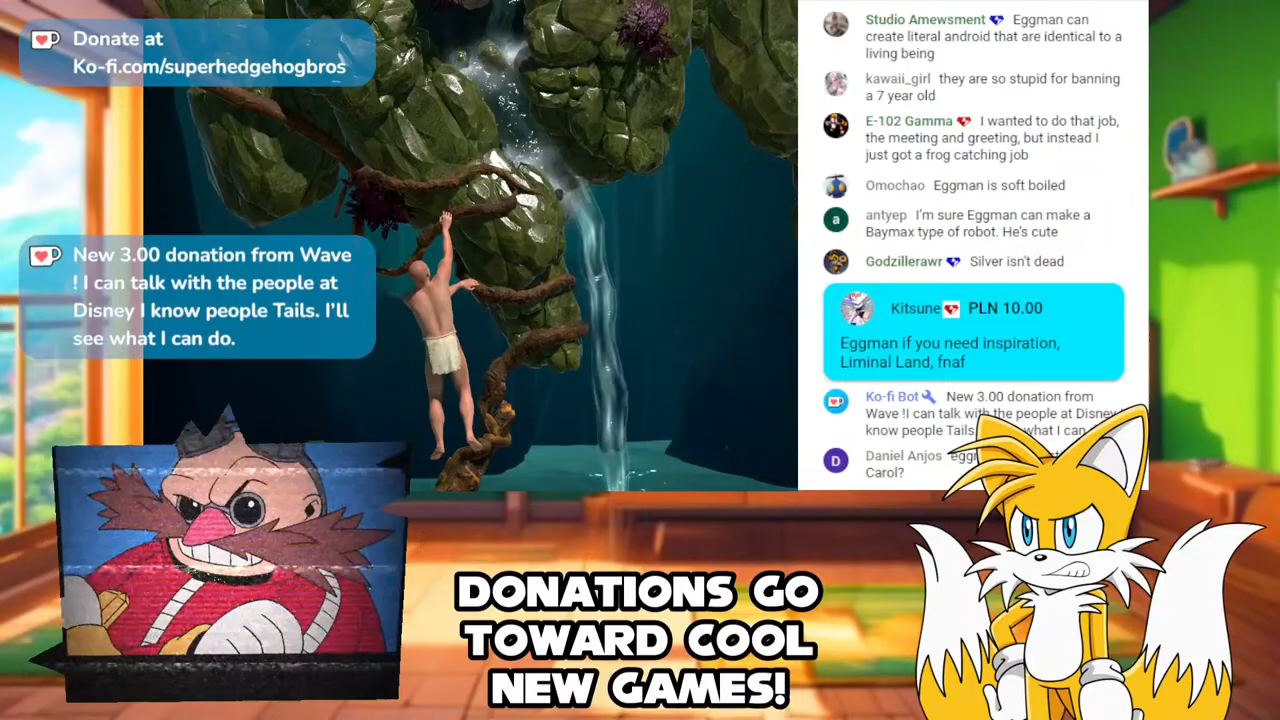 Donate at
Ko-fi.com/superhedgehogbros
New 3.00 donation from Wave
! I can talk with the people at
Disney I know people Tails. I'll
see what I can do.
Studio Amewsment Eggman can
create literal android that are identical to a
living being
kawaii_girl they are so stupid for banning
a 7 year old
E-102 Gamma I wanted to do that job,
the meeting and greeting, but instead I
just got a frog catching job
Omochao Eggman is soft boiled
a antyep I'm sure Eggman can make a
Baymax type of robot. He's cute
Godzillerawr Silver isn't dead
Kitsune PLN 10.00
Eggman if you need inspiration,
Liminal Land, fnaf
Ko-fi Bot New 3.00 donation from
Wave !I can talk with the people at Disney
know people Tails. what I can
D Daniel Anjos
Carol?
DONATIONS GO
TOWARD COOL
NEW GAMES!